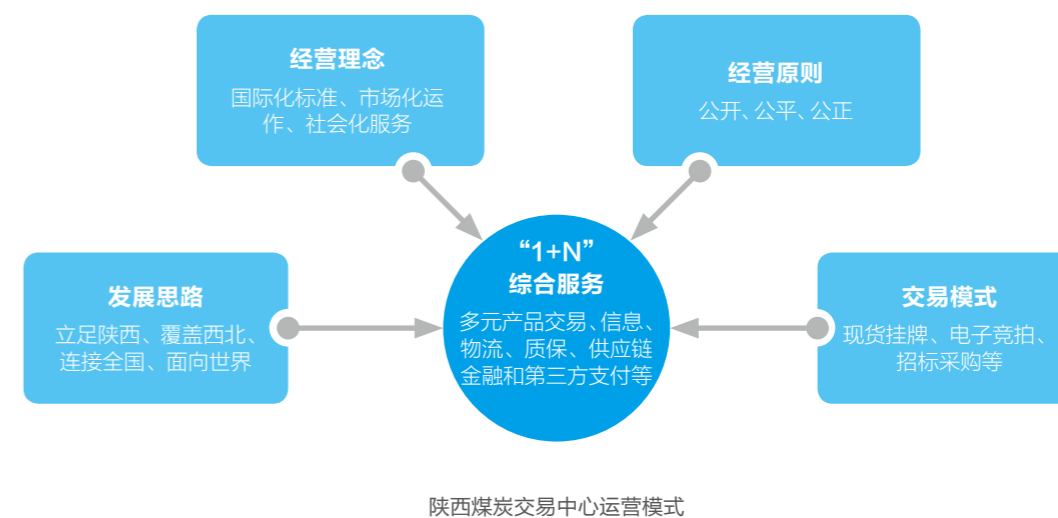 经营理念
国际化标准、市场化运
作、社会化服务
经营原则
公开、公平、公正
发展思路
立足陕西、覆盖西北、
连接全国、面向世界
“1+N”
综合服务
多元产品交易、信息、
物流、质保、供应链
金融和第三方支付等
交易模式
现货挂牌、电子竞拍、
招标采购等
陕西煤炭交易中心运营模式